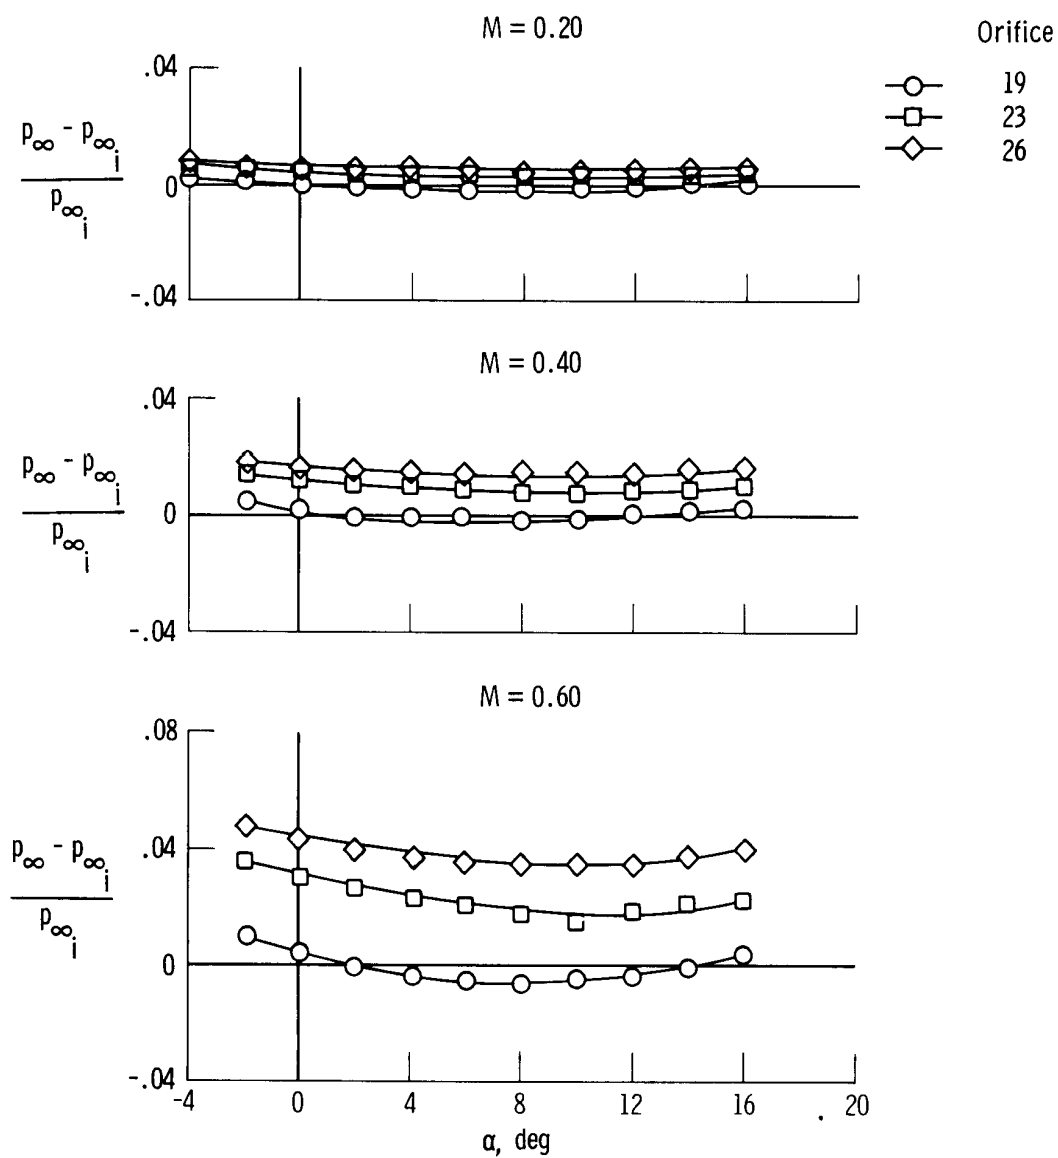 M = 0.20
Orifice
19
23
26
.04
p∞ - p∞i
p∞i
0
-.04
M = 0.40
.04
p∞ - p∞i
p∞i
0
-.04
M = 0.60
.08
.04
p∞ - p∞i
p∞i
0
-.04
-4 0 4 8 12 16 20
α, deg